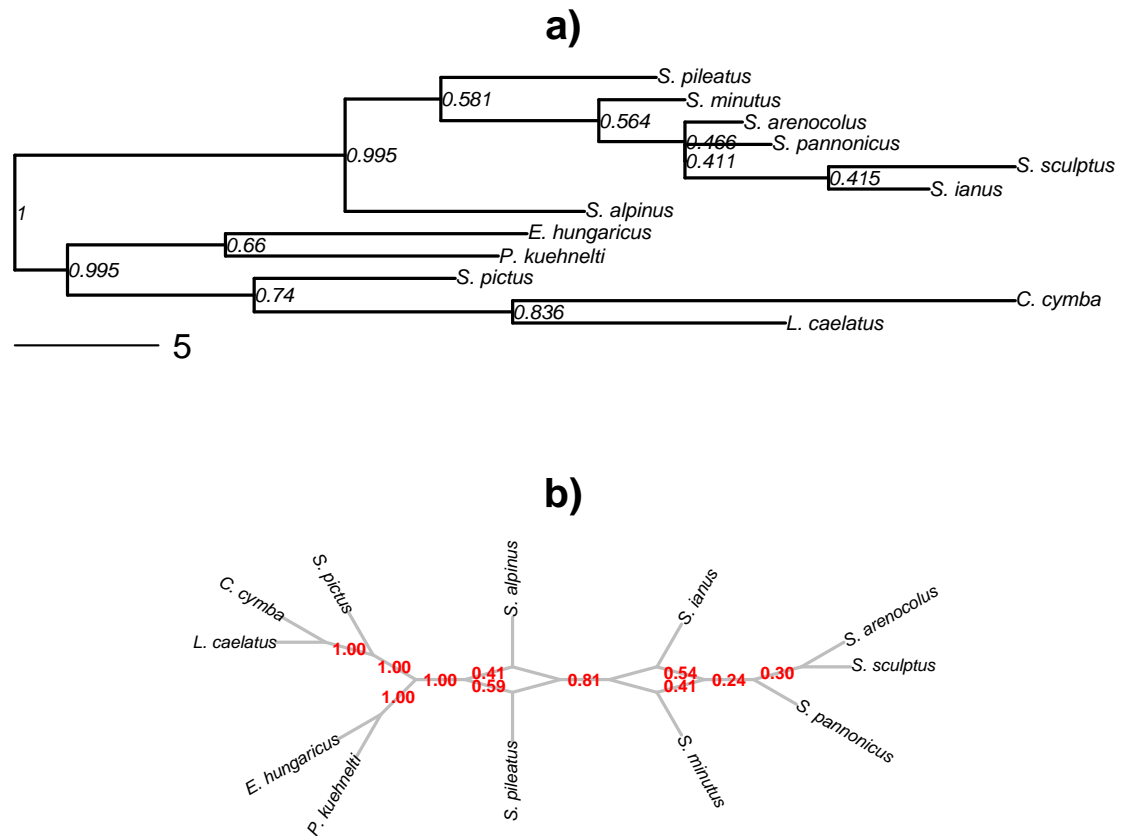 a)
S. pileatus
0.581
S. minutus
0.564
S. arenocolus
0.466
S. pannonicus
0.995
0.411
S. sculptus
0.415
S. ianus
1
S. alpinus
E. hungaricus
0.66
P. kuehnelti
0.995
S. pictus
0.74
C. cymba
0.836
L. caelatus
5
b)
S. pictus
S. alpinus
S. ianus
C. cymba
L. caelatus
S. arenocolus
S. sculptus
1.00
1.00
1.00
1.00
0.41
0.59
0.81
0.54
0.41
0.24
0.30
S. pannonicus
E. hungaricus
P. kuehnelti
S. pileatus
S. minutus